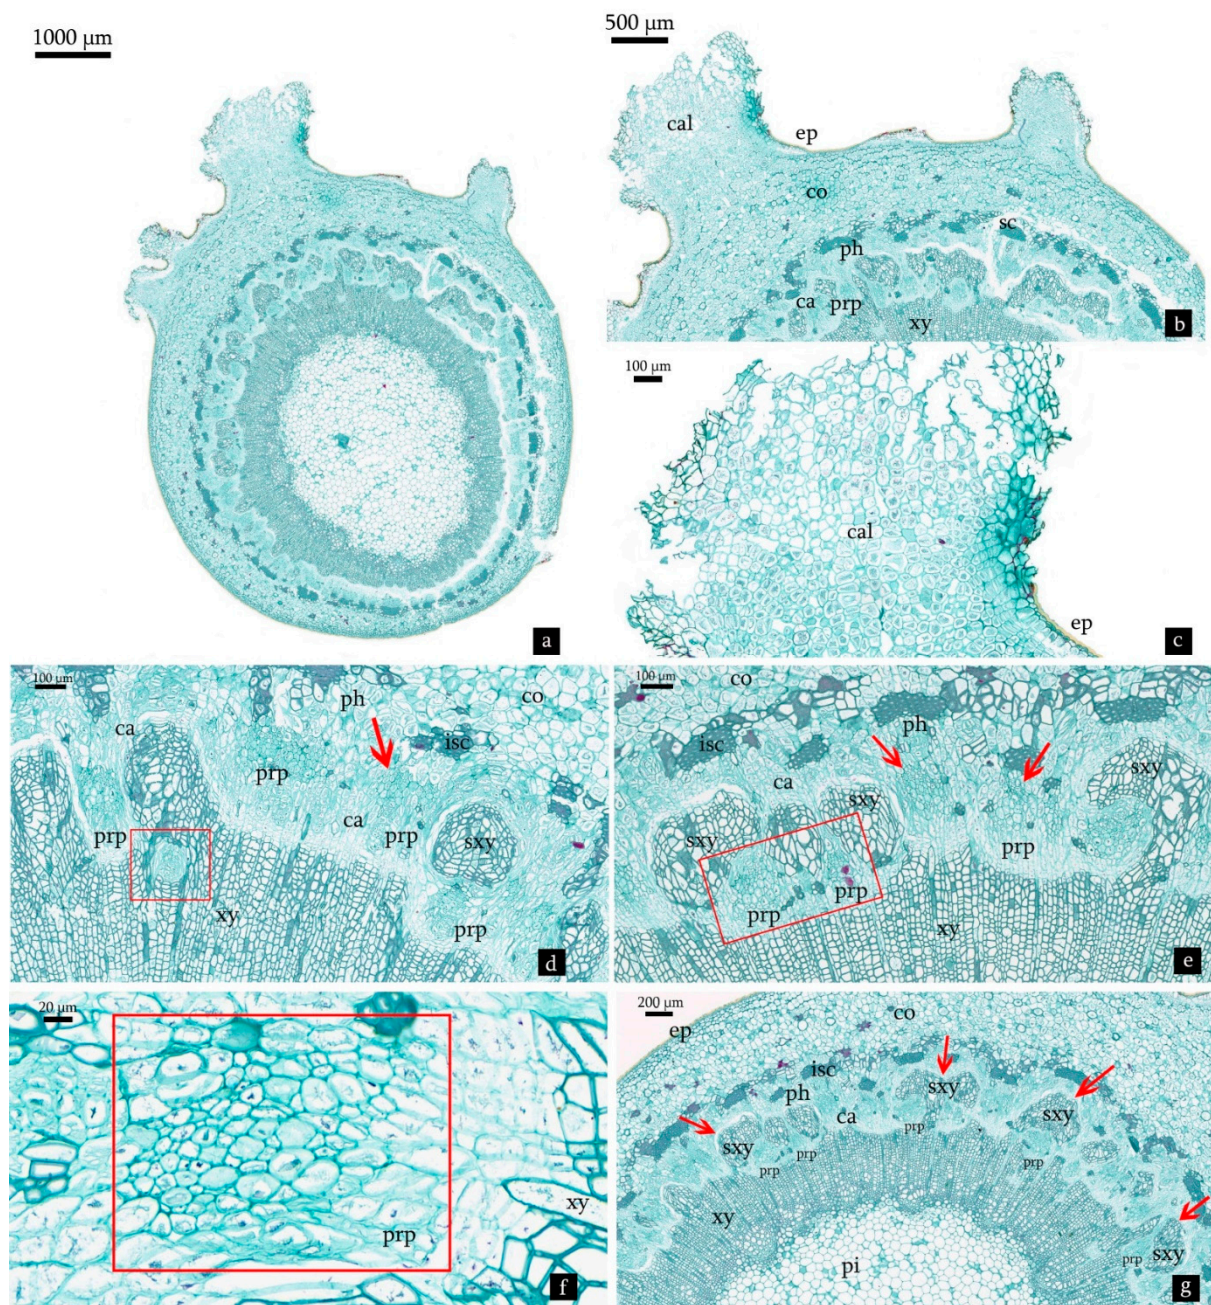 1000 µm
500 µm
cal
ep
co
sc
ph
ca
prp
xy
a
b
100 µm
cal
ep
c
100 µm
ca
ph
co
isc
prp
ca
prp
prp
sxy
xy
prp
d
100 µm
co
ph
isc
sxy
ca
sxy
sxy
prp
prp
prp
xy
e
20 µm
xy
prp
f
200 µm
co
ep
isc
ph
sxy
sxy
sxy
ca
prp
prp
prp
prp
xy
prp
sxy
pi
g